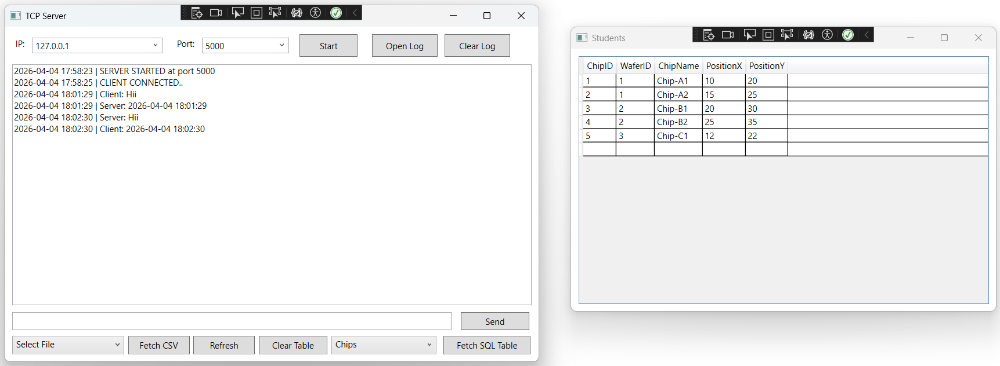 TCP Server
IP: 127.0.0.1 Port: 5000 Start Open Log Clear Log
2026-04-04 17:58:23 | SERVER STARTED at port 5000
2026-04-04 17:58:25 | CLIENT CONNECTED..
2026-04-04 18:01:29 | Client: Hii
2026-04-04 18:01:29 | Server: 2026-04-04 18:01:29
2026-04-04 18:02:30 | Server: Hii
2026-04-04 18:02:30 | Client: 2026-04-04 18:02:30
Send
Select File Fetch CSV Refresh Clear Table Chips Fetch SQL Table
Students
ChipID WaferID ChipName PositionX PositionY
1 1 Chip-A1 10 20
2 1 Chip-A2 15 25
3 2 Chip-B1 20 30
4 2 Chip-B2 25 35
5 3 Chip-C1 12 22